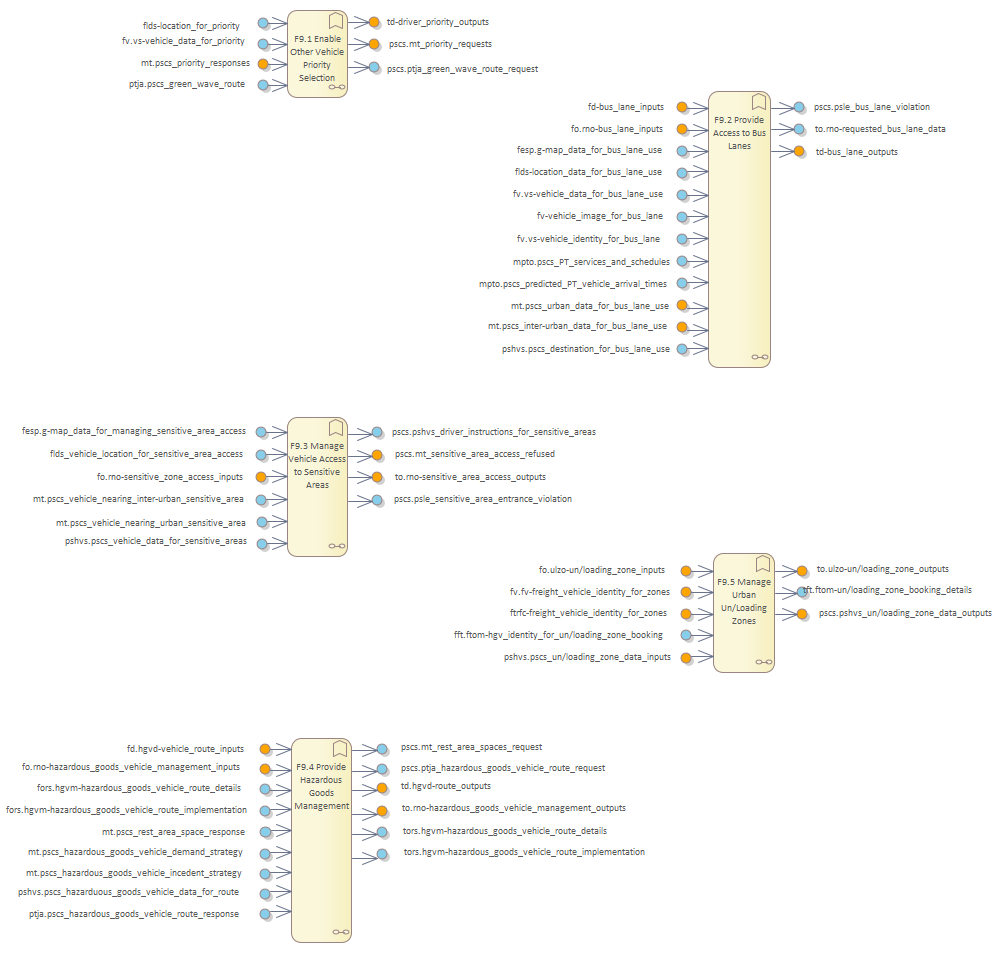 flds-location_for_priority
fv.vs-vehicle_data_for_priority
mt.pscs_priority_responses
ptja.pscs_green_wave_route
F9.1 Enable
Other Vehicle
Priority
Selection
td-driver_priority_outputs
pscs.mt_priority_requests
pscs.ptja_green_wave_route_request
fd-bus_lane_inputs
fo.rno-bus_lane_inputs
fesp.g-map_data_for_bus_lane_use
flds-location_data_for_bus_lane_use
fv.vs-vehicle_data_for_bus_lane_use
fv-vehicle_image_for_bus_lane
fv.vs-vehicle_identity_for_bus_lane
mpto.pscs_PT_services_and_schedules
mpto.pscs_predicted_PT_vehicle_arrival_times
mt.pscs_urban_data_for_bus_lane_use
mt.pscs_inter-urban_data_for_bus_lane_use
pshvs.pscs_destination_for_bus_lane_use
F9.2 Provide
Access to Bus
Lanes
pscs.psle_bus_lane_violation
to.rno-requested_bus_lane_data
td-bus_lane_outputs
fesp.g-map_data_for_managing_sensitive_area_access
flds_vehicle_location_for_sensitive_area_access
fo.rno-sensitive_zone_access_inputs
mt.pscs_vehicle_nearing_inter-urban_sensitive_area
mt.pscs_vehicle_nearing_urban_sensitive_area
pshvs.pscs_vehicle_data_for_sensitive_areas
F9.3 Manage
Vehicle Access
to Sensitive
Areas
pscs.pshvs_driver_instructions_for_sensitive_areas
pscs.mt_sensitive_area_access_refused
to.rno-sensitive_area_access_outputs
pscs.psle_sensitive_area_entrance_violation
fo.ulzo-un/loading_zone_inputs
fv.fv-freight_vehicle_identity_for_zones
ftrfc-freight_vehicle_identity_for_zones
fft.ftom-hgv_identity_for_un/loading_zone_booking
pshvs.pscs_un/loading_zone_data_inputs
F9.5 Manage
Urban
Un/Loading
Zones
to.ulzo-un/loading_zone_outputs
tft.ftom-un/loading_zone_booking_details
pscs.pshvs_un/loading_zone_data_outputs
fd.hgvd-vehicle_route_inputs
fo.rno-hazardous_goods_vehicle_management_inputs
fors.hgvm-hazardous_goods_vehicle_route_details
fors.hgvm-hazardous_goods_vehicle_route_implementation
mt.pscs_rest_area_space_response
mt.pscs_hazardous_goods_vehicle_demand_strategy
mt.pscs_hazardous_goods_vehicle_incedent_strategy
pshvs.pscs_hazarduous_goods_vehicle_data_for_route
ptja.pscs_hazardous_goods_vehicle_route_response
F9.4 Provide
Hazardous
Goods
Management
pscs.mt_rest_area_spaces_request
pscs.ptja_hazardous_goods_vehicle_route_request
td.hgvd-route_outputs
to.rno-hazardous_goods_vehicle_management_outputs
tors.hgvm-hazardous_goods_vehicle_route_details
tors.hgvm-hazardous_goods_vehicle_route_implementation